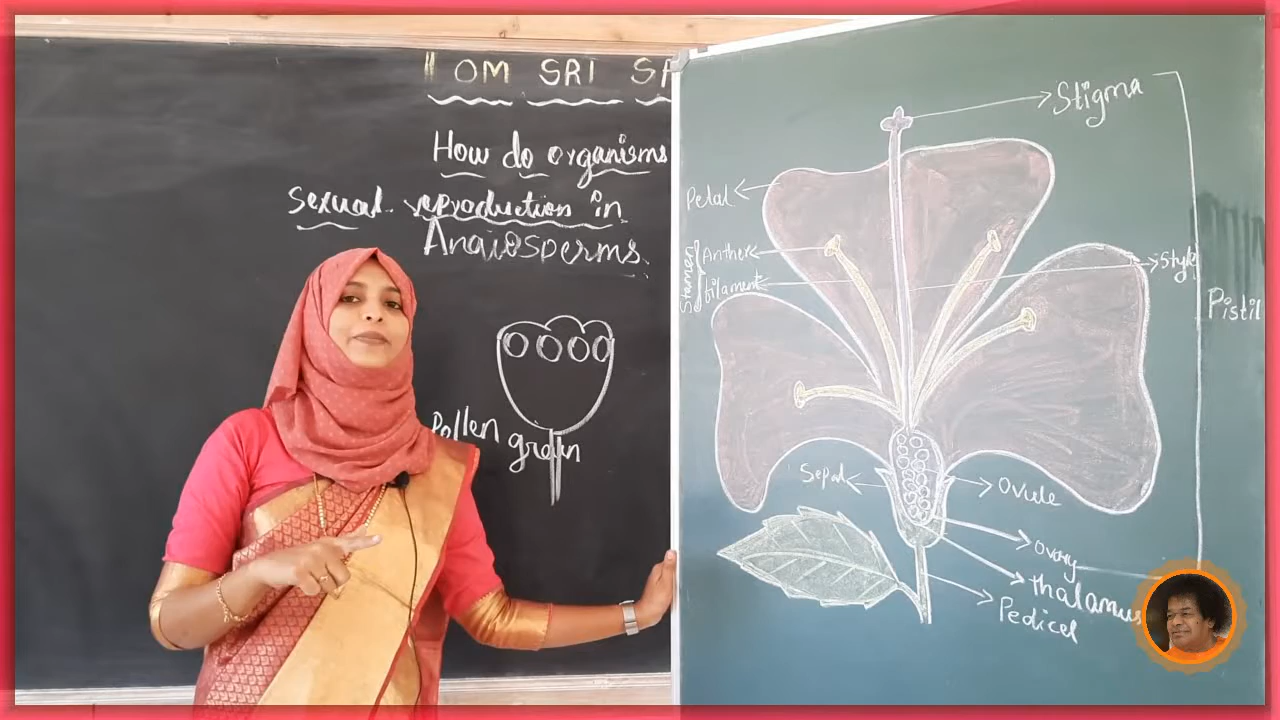 || OM SRI SA
How do organisms
sexual reproduction in
Angiosperms.
Pollen grain
Stigma
Petal
Stamen
Anther
filament
Style
Pistil
Sepal
Ovule
Ovary
thalamus
Pedicel